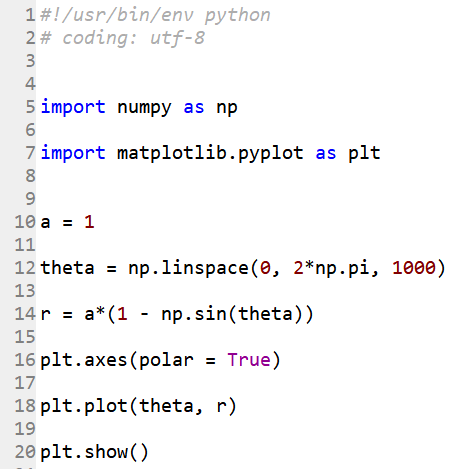 1 #!/usr/bin/env python
2 # coding: utf-8
3
4
5 import numpy as np
6
7 import matplotlib.pyplot as plt
8
9
10 a = 1
11
12 theta = np.linspace(0, 2*np.pi, 1000)
13
14 r = a*(1 - np.sin(theta))
15
16 plt.axes(polar = True)
17
18 plt.plot(theta, r)
19
20 plt.show()